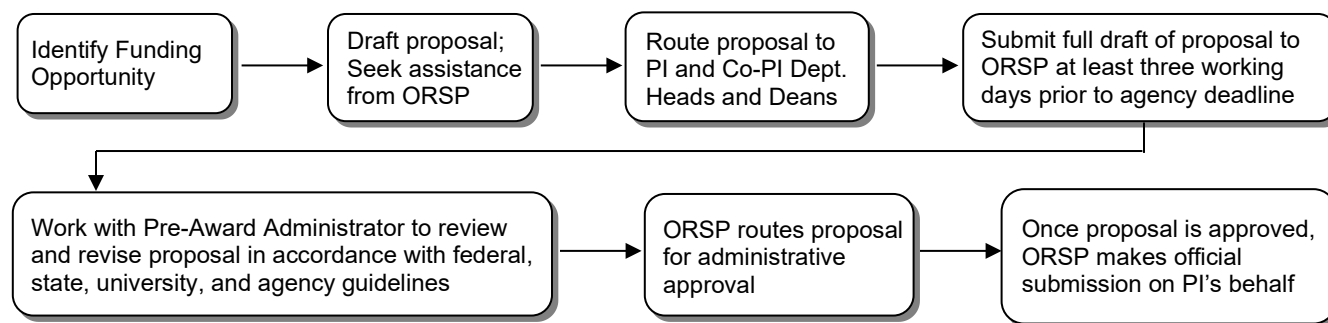 Identify Funding
Opportunity
Draft proposal;
Seek assistance
from ORSP
Route proposal to
PI and Co-PI Dept.
Heads and Deans
Submit full draft of proposal to
ORSP at least three working
days prior to agency deadline
Work with Pre-Award Administrator to review
and revise proposal in accordance with federal,
state, university, and agency guidelines
ORSP routes proposal
for administrative
approval
Once proposal is approved,
ORSP makes official
submission on PI’s behalf